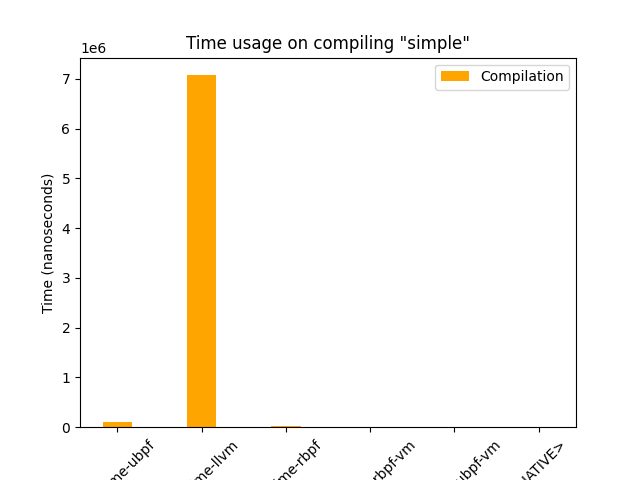 Time usage on compiling "simple"
1e6
Compilation
Time (nanoseconds)
7
6
5
4
3
2
1
0
me-ubpf
me-llvm
me-rbpf
rbpf-vm
ubpf-vm
NATIVE>